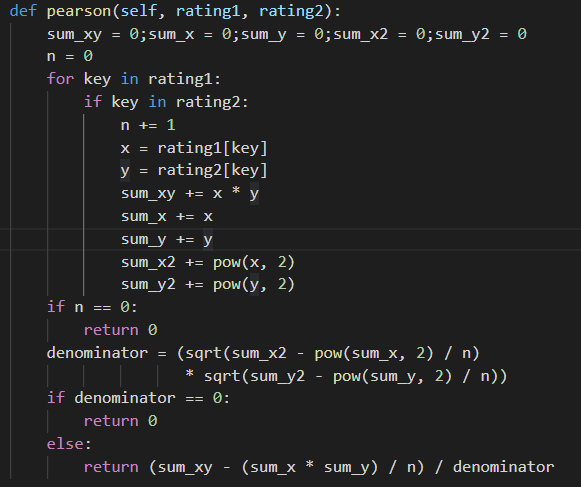 def pearson(self, rating1, rating2):
    sum_xy = 0;sum_x = 0;sum_y = 0;sum_x2 = 0;sum_y2 = 0
    n = 0
    for key in rating1:
        if key in rating2:
            n += 1
            x = rating1[key]
            y = rating2[key]
            sum_xy += x * y
            sum_x += x
            sum_y += y
            sum_x2 += pow(x, 2)
            sum_y2 += pow(y, 2)
    if n == 0:
        return 0
    denominator = (sqrt(sum_x2 - pow(sum_x, 2) / n)
                   * sqrt(sum_y2 - pow(sum_y, 2) / n))
    if denominator == 0:
        return 0
    else:
        return (sum_xy - (sum_x * sum_y) / n) / denominator